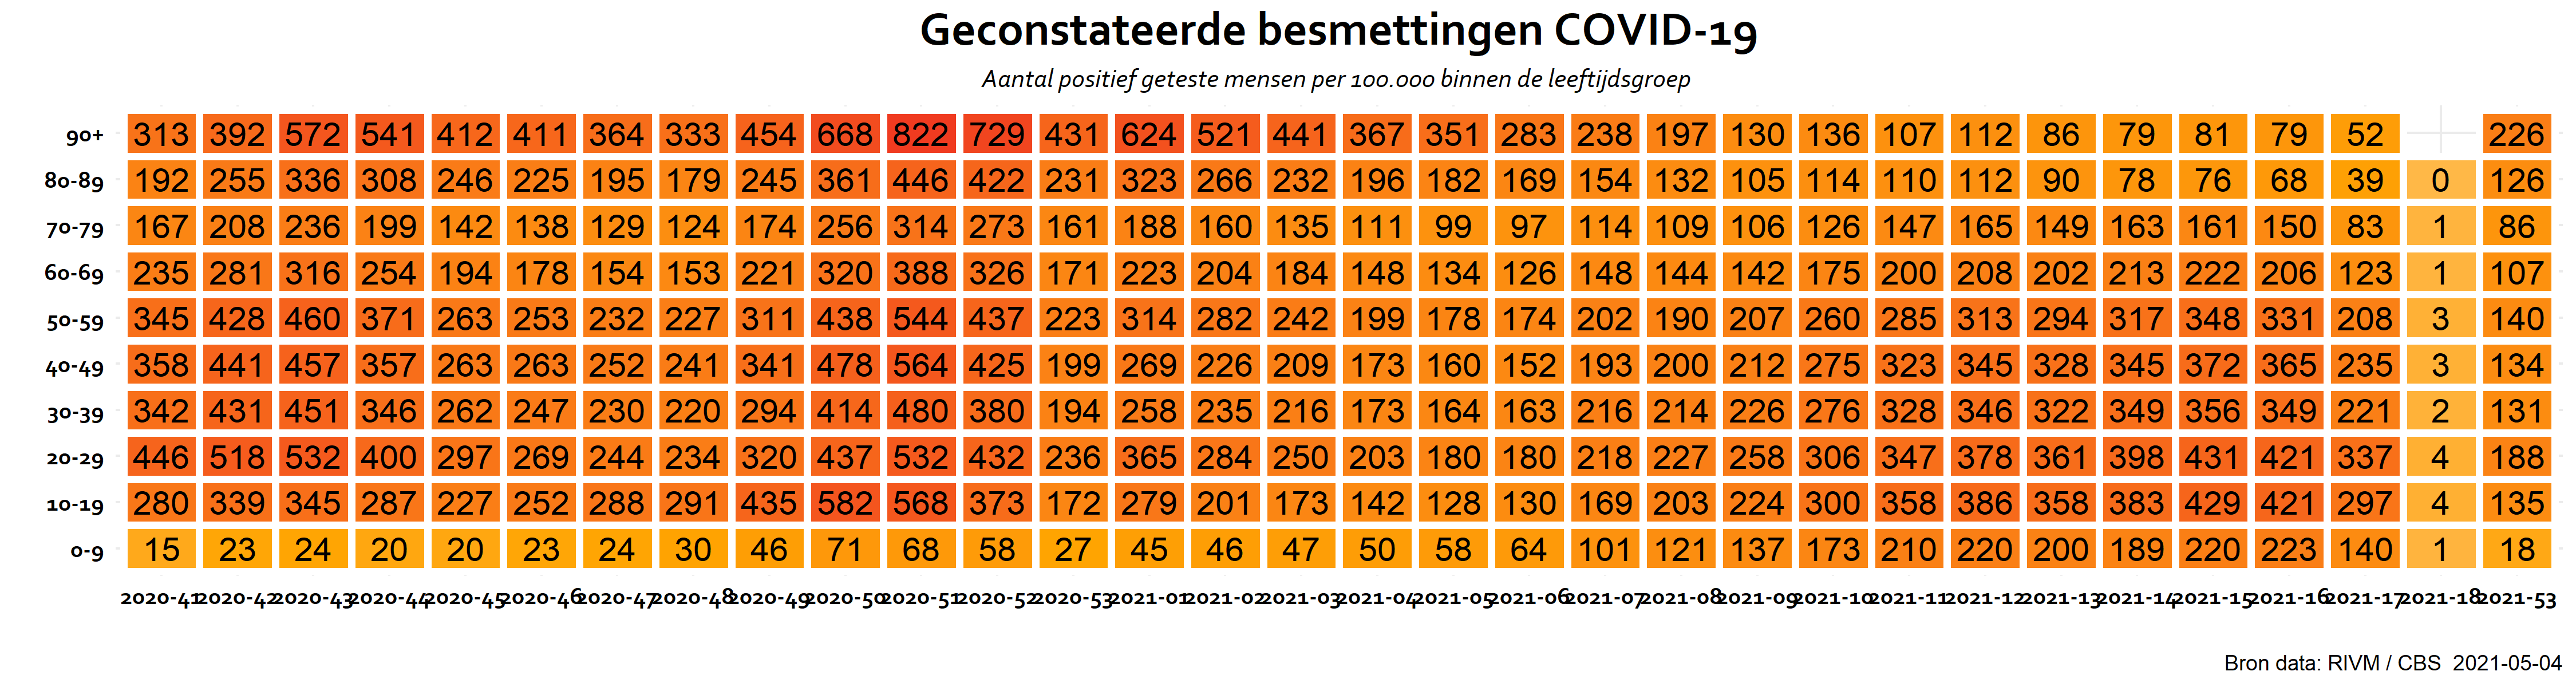 Geconstateerde besmettingen COVID-19
Aantal positief geteste mensen per 100.000 binnen de leeftijdsgroep
90+ 313 392 572 541 412 411 364 333 454 668 822 729 431 624 521 441 367 351 283 238 197 130 136 107 112 86 79 81 79 52 226
80-89 192 255 336 308 246 225 195 179 245 361 446 422 231 323 266 232 196 182 169 154 132 105 114 110 112 90 78 76 68 39 0 126
70-79 167 208 236 199 142 138 129 124 174 256 314 273 161 188 160 135 111 99 97 114 109 106 126 147 165 149 163 161 150 83 1 86
60-69 235 281 316 254 194 178 154 153 221 320 388 326 171 223 204 184 148 134 126 148 144 142 175 200 208 202 213 222 206 123 1 107
50-59 345 428 460 371 263 253 232 227 311 438 544 437 223 314 282 242 199 178 174 202 190 207 260 285 313 294 317 348 331 208 3 140
40-49 358 441 457 357 263 263 252 241 341 478 564 425 199 269 226 209 173 160 152 193 200 212 275 323 345 328 345 372 365 235 3 134
30-39 342 431 451 346 262 247 230 220 294 414 480 380 194 258 235 216 173 164 163 216 214 226 276 328 346 322 349 356 349 221 2 131
20-29 446 518 532 400 297 269 244 234 320 437 532 432 236 365 284 250 203 180 180 218 227 258 306 347 378 361 398 431 421 337 4 188
10-19 280 339 345 287 227 252 288 291 435 582 568 373 172 279 201 173 142 128 130 169 203 224 300 358 386 358 383 429 421 297 4 135
0-9 15 23 24 20 20 23 24 30 46 71 68 58 27 45 46 47 50 58 64 101 121 137 173 210 220 200 189 220 223 140 1 18
2020-41 2020-42 2020-43 2020-44 2020-45 2020-46 2020-47 2020-48 2020-49 2020-50 2020-51 2020-52 2020-53 2021-01 2021-02 2021-03 2021-04 2021-05 2021-06 2021-07 2021-08 2021-09 2021-10 2021-11 2021-12 2021-13 2021-14 2021-15 2021-16 2021-17 2021-18 2021-53
Bron data: RIVM / CBS 2021-05-04